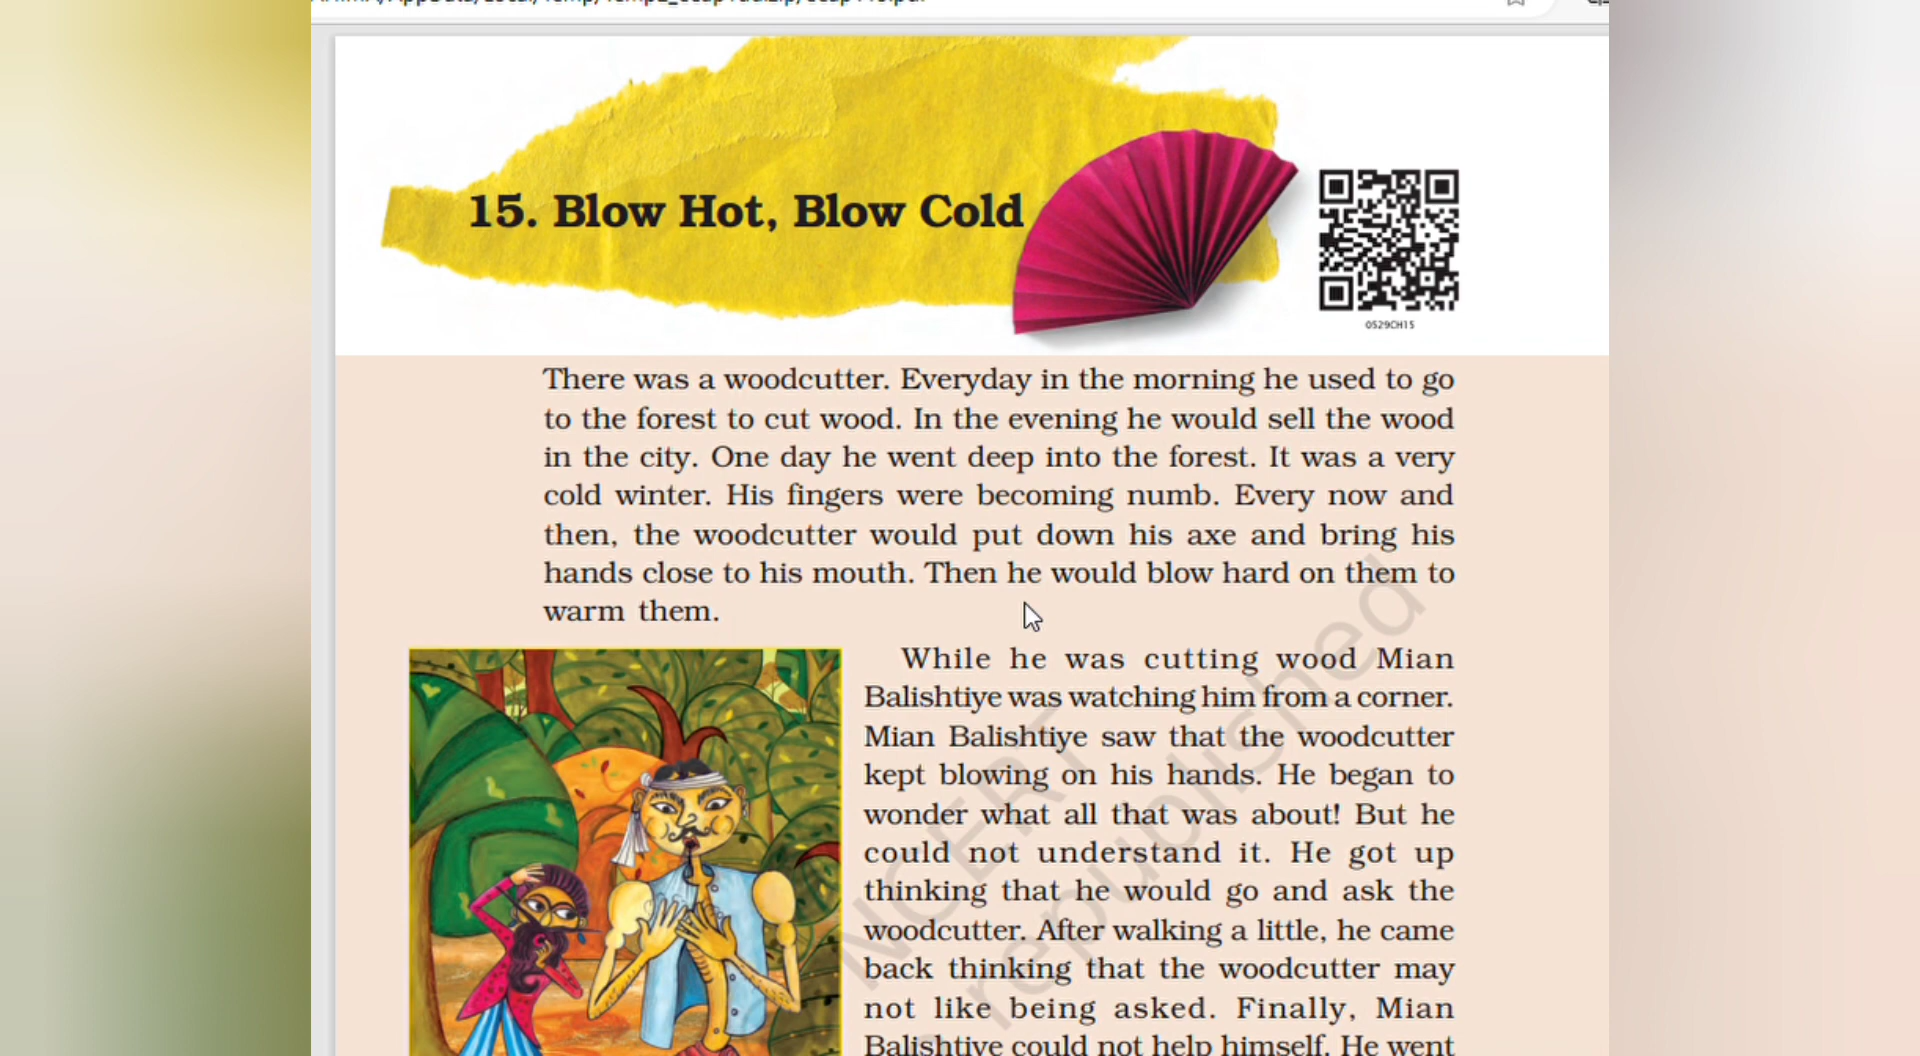 15. Blow Hot, Blow Cold
0529CH15
There was a woodcutter. Everyday in the morning he used to go
to the forest to cut wood. In the evening he would sell the wood
in the city. One day he went deep into the forest. It was a very
cold winter. His fingers were becoming numb. Every now and
then, the woodcutter would put down his axe and bring his
hands close to his mouth. Then he would blow hard on them to
warm them.
While he was cutting wood Mian
Balishtiye was watching him from a corner.
Mian Balishtiye saw that the woodcutter
kept blowing on his hands. He began to
wonder what all that was about! But he
could not understand it. He got up
thinking that he would go and ask the
woodcutter. After walking a little, he came
back thinking that the woodcutter may
not like being asked. Finally, Mian
Balishtiye could not help himself. He went
NCERT
republished